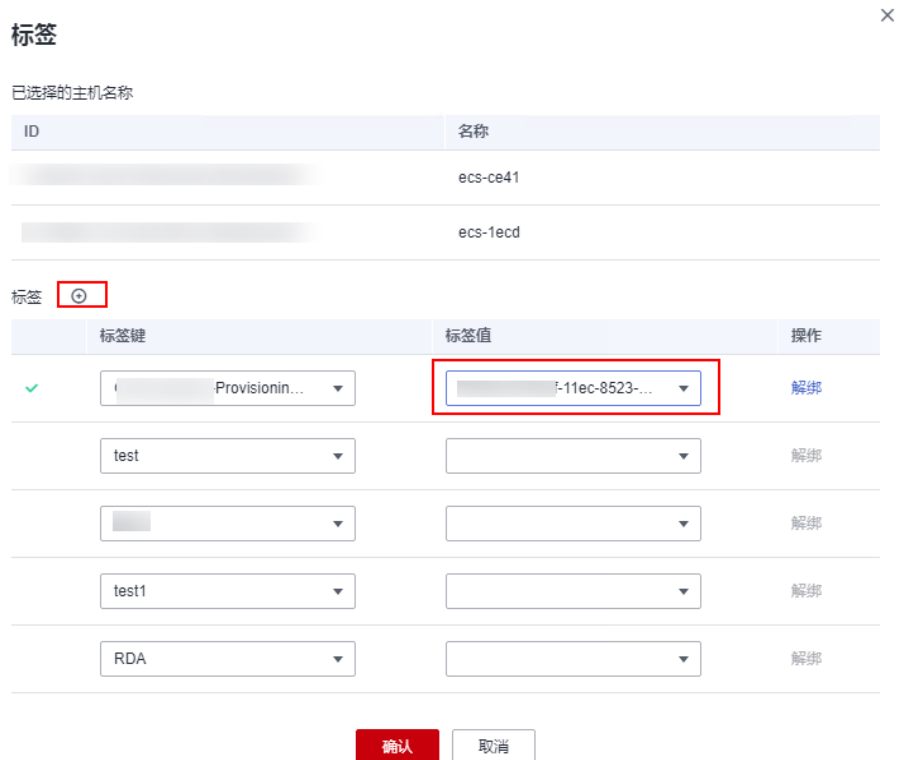 标签
已选择的主机名称
ID 名称
ecs-ce41
ecs-1ecd
标签
标签键 标签值 操作
-Provisionin... f-11ec-8523-... 解绑
test 解绑
解绑
test1 解绑
RDA 解绑
确认 取消